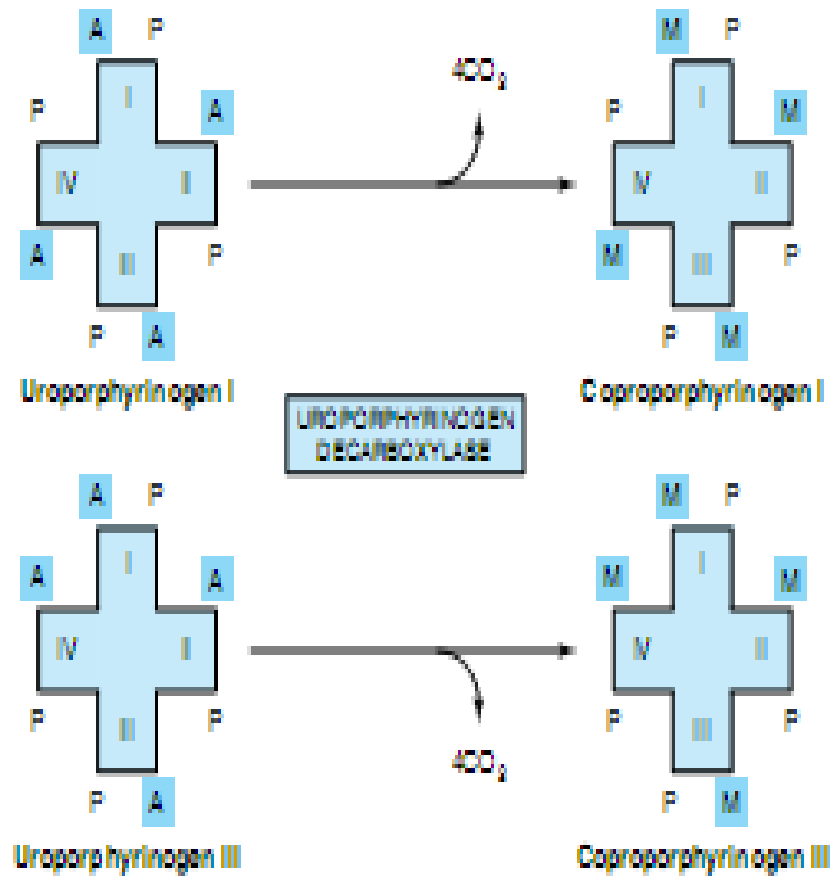 A P M P
4CO2
P I A P I M
IV II IV II
A III P M III P
P A P M
Uroporphyrinogen I Coproporphyrinogen I
UROPORPHYRINOGEN
DECARBOXYLASE
A P M P
A I A M I M
IV II IV II
P III P P III P
4CO2
P A P M
Uroporphyrinogen III Coproporphyrinogen III